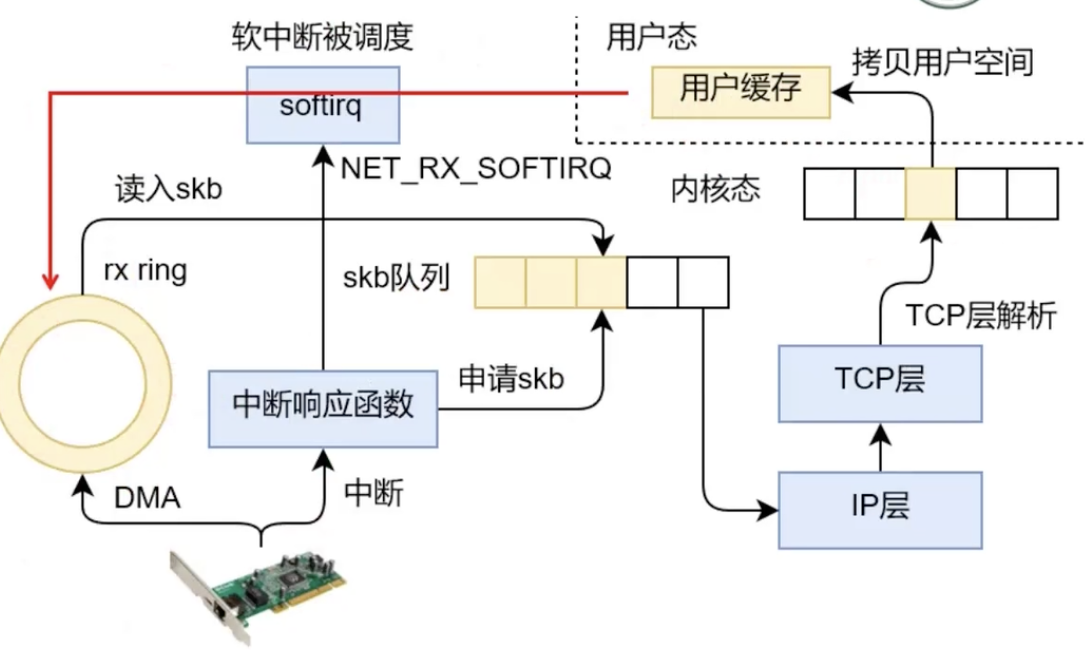 软中断被调度
用户态
拷贝用户空间
用户缓存
softirq
NET_RX_SOFTIRQ
内核态
读入skb
rx ring
skb队列
TCP层解析
申请skb
TCP层
中断响应函数
DMA
中断
IP层